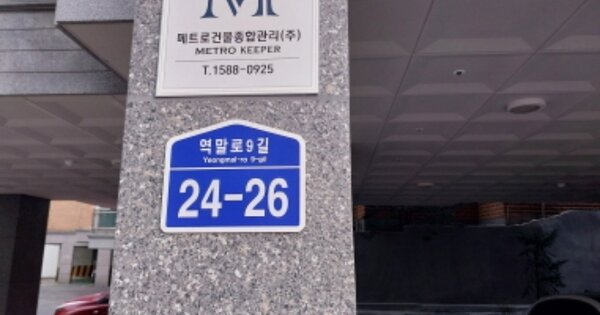 M
메트로건물종합관리(주)
METRO KEEPER
T.1588-0925
역말로9길
Yeongmal-ro 9-gil
24-26